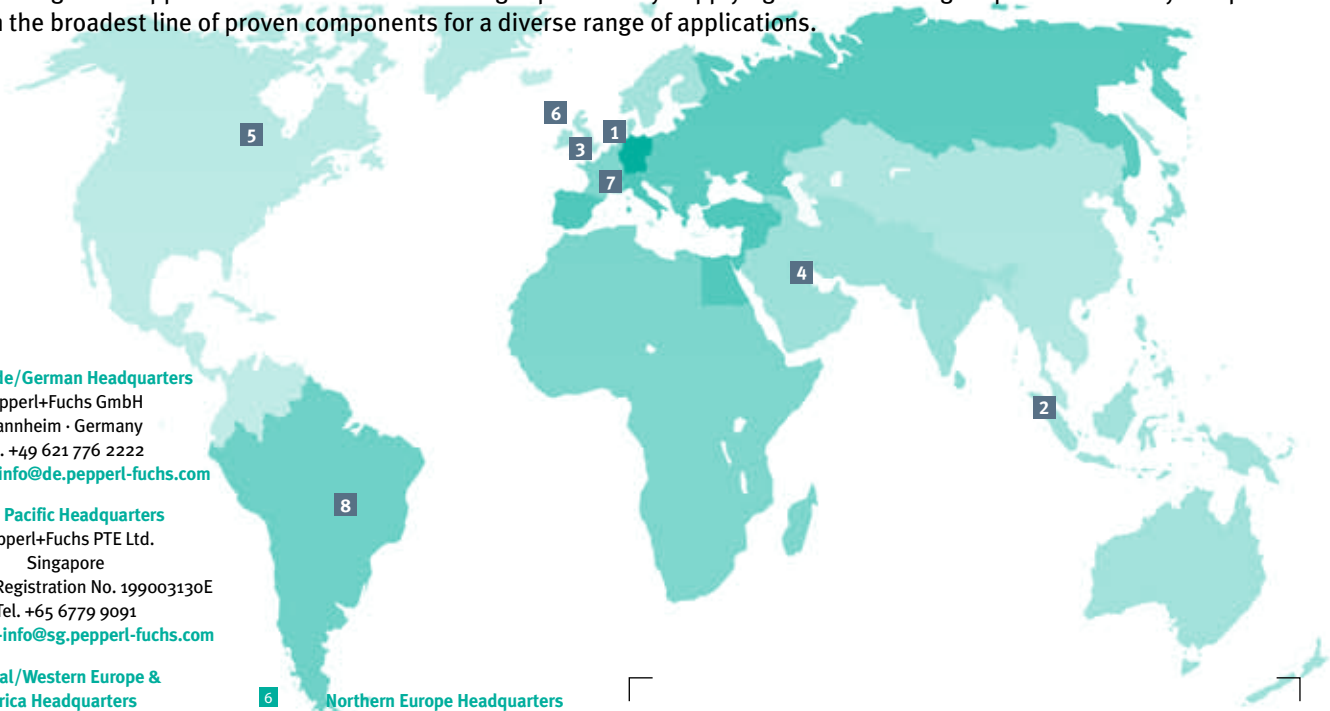 n the broadest line of proven components for a diverse range of applications.
6
1
5
3
7
4
2
8
de/German Headquarters
pperl+Fuchs GmbH
annheim · Germany
. +49 621 776 2222
info@de.pepperl-fuchs.com
Pacific Headquarters
pperl+Fuchs PTE Ltd.
Singapore
Registration No. 199003130E
Tel. +65 6779 9091
-info@sg.pepperl-fuchs.com
al/Western Europe &
rica Headquarters
6 Northern Europe Headquarters